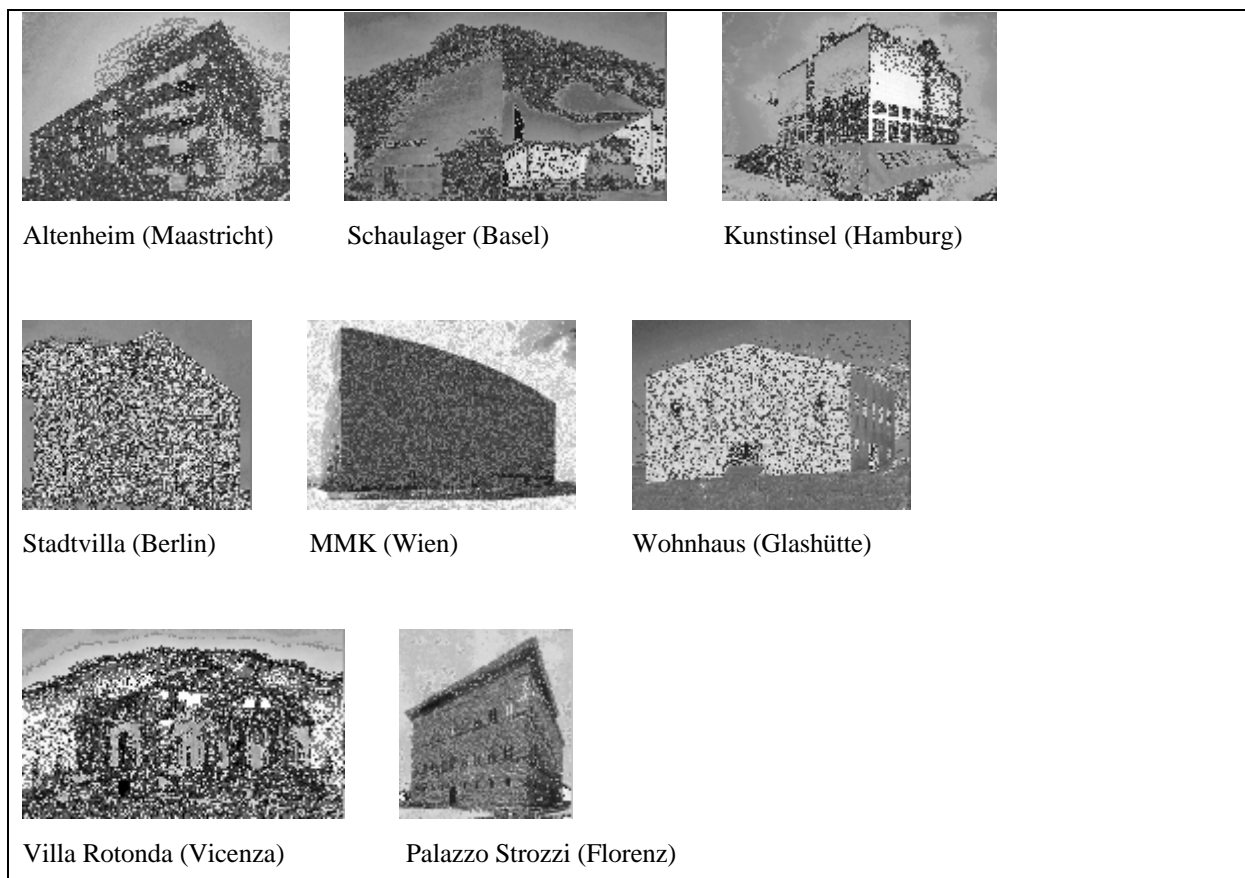 Altenheim (Maastricht) Schaulager (Basel) Kunstinsel (Hamburg)
Stadtvilla (Berlin) MMK (Wien) Wohnhaus (Glashütte)
Villa Rotonda (Vicenza) Palazzo Strozzi (Florenz)